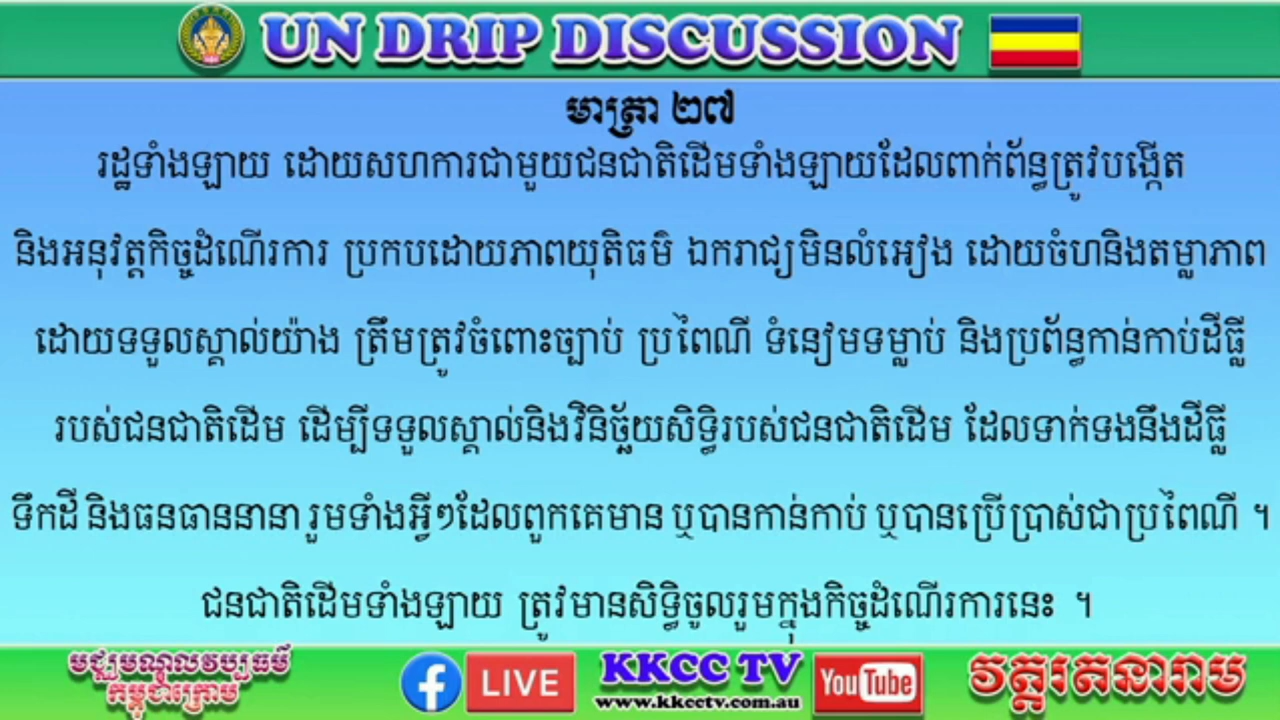 UN DRIP DISCUSSION
មាត្រា ២៧
រដ្ឋទាំងឡាយ ដោយសហការជាមួយជនជាតិដើមទាំងឡាយដែលពាក់ព័ន្ធត្រូវបង្កើត
និងអនុវត្តកិច្ចដំណើរការ ប្រកបដោយភាពយុតិធម៌ ឯករាជ្យមិនលំអៀង ដោយចំហនិងតម្លាភាព
ដោយទទួលស្គាល់យ៉ាង ត្រឹមត្រូវចំពោះច្បាប់ ប្រពៃណី ទំនៀមទម្លាប់ និងប្រព័ន្ធកាន់កាប់ដីធ្លី
របស់ជនជាតិដើម ដើម្បីទទួលស្គាល់និងវិនិច្ឆ័យសិទ្ធិរបស់ជនជាតិដើម ដែលទាក់ទងនឹងដីធ្លី
ទឹកដី និងធនធាននានា រួមទាំងអ្វីៗដែលពួកគេមាន ឬបានកាន់កាប់ ឬបានប្រើប្រាស់ជាប្រពៃណី ។
ជនជាតិដើមទាំងឡាយ ត្រូវមានសិទ្ធិចូលរួមក្នុងកិច្ចដំណើរការនេះ ។
មជ្ឈមណ្ឌលវប្បធម៌
កម្ពុជាក្រោម
LIVE
KKCC TV
www.kkcctv.com.au
YouTube
វត្តរតនារាម